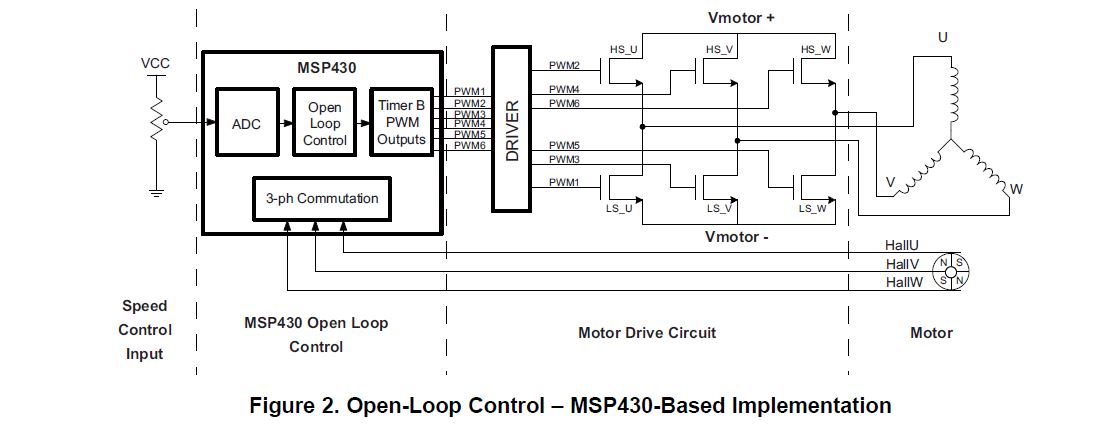 Vmotor +
HS_U
HS_V
HS_W
U
VCC
MSP430
ADC
Open
Loop
Control
Timer B
PWM
Outputs
PWM1
PWM2
PWM3
PWM4
PWM5
PWM6
DRIVER
PWM2
PWM4
PWM6
PWM5
PWM3
PWM1
V
W
3-ph Commutation
LS_U
LS_V
LS_W
Vmotor -
HallU
HallV
HallW
N S
S N
Speed
Control
Input
MSP430 Open Loop
Control
Motor Drive Circuit
Motor
Figure 2. Open-Loop Control – MSP430-Based Implementation